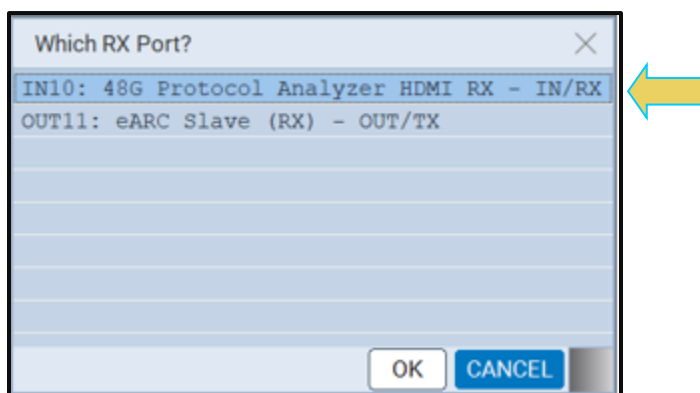 Which RX Port?
IN10: 48G Protocol Analyzer HDMI RX - IN/RX
OUT11: eARC Slave (RX) - OUT/TX
OK CANCEL